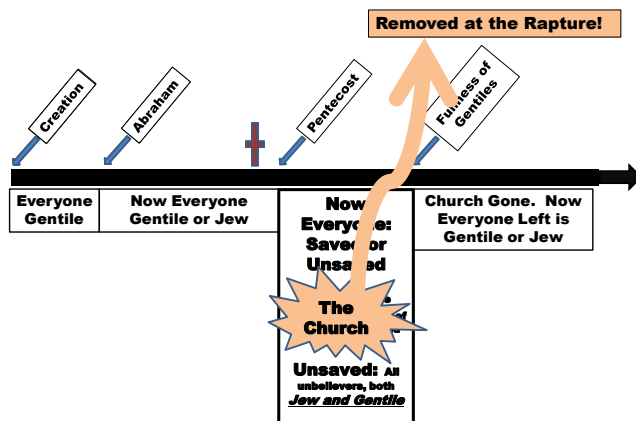 Removed at the Rapture!
Creation
Abraham
Pentecost
Fullness of
Gentiles
Everyone
Gentile
Now Everyone
Gentile or Jew
Now
Everyone:
Saved or
Unsaved
The
Church
of
Unsaved: All
unbelievers, both
Jew and Gentile
Church Gone. Now
Everyone Left is
Gentile or Jew